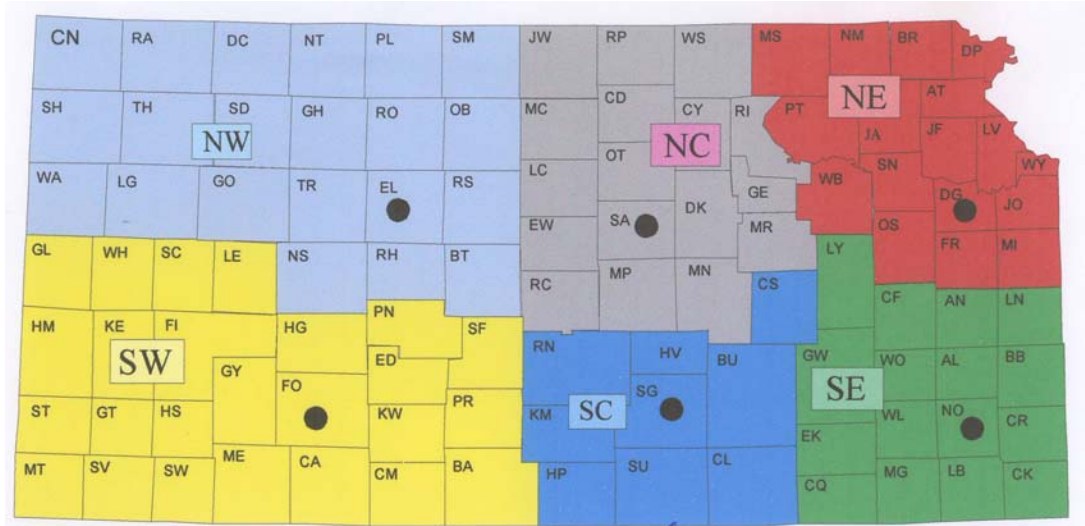 CN RA DC NT PL SM JW RP WS MS NM BR DP
SH TH SD GH RO OB MC CD CY RI PT JA AT JF LV WY
NW NC NE
WA LG GO TR EL RS LC OT SA DK GE MR WB SN DG JO
EW OS FR MI
GL WH SC LE NS RH BT RC MP MN CS LY
HM KE FI HG PN SF RN HV BU CF AN LN
SW GY ED SG GW WO AL BB
FO SC SE
ST GT HS KW PR KM WL NO CR
EK
MT SV SW ME CA CM BA HP SU CL CQ MG LB CK